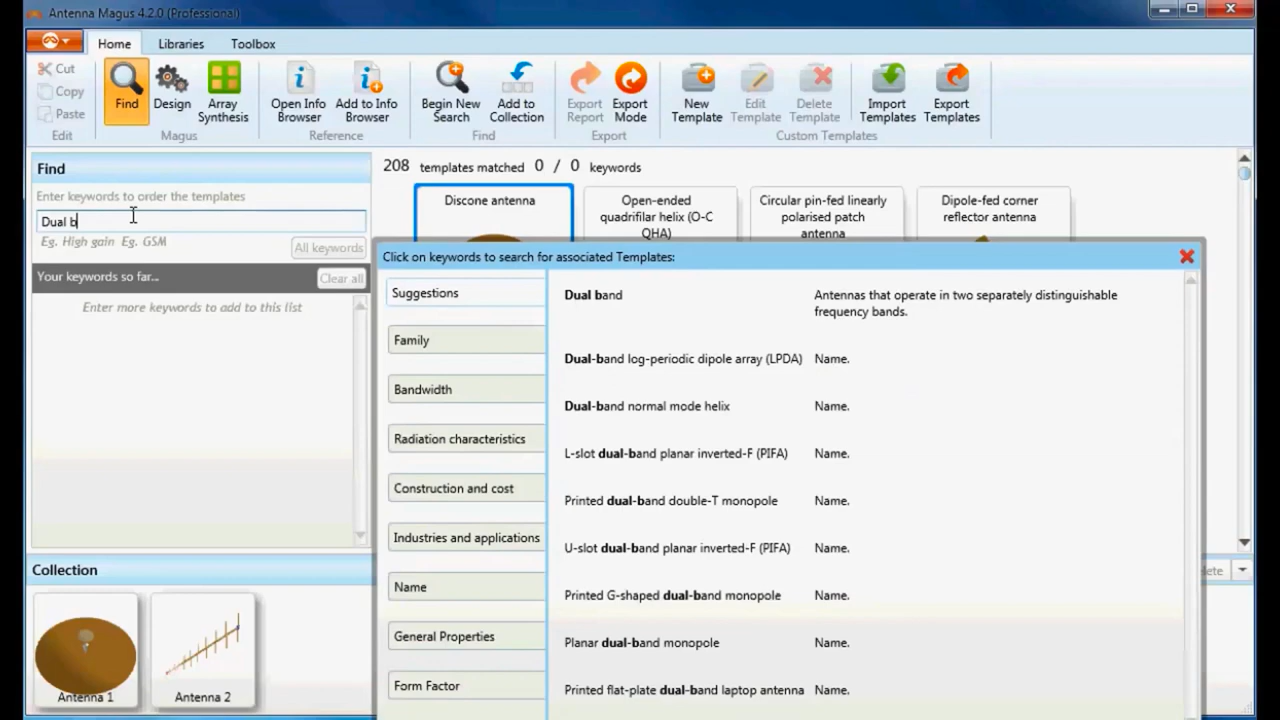 Antenna Magus 4.2.0 (Professional)
Home Libraries Toolbox
Cut
Copy
Paste
Edit
Find
Design
Array
Synthesis
Magus
Open Info
Browser
Add to Info
Browser
Reference
Begin New
Search
Add to
Collection
Find
Export
Report
Export
Mode
Export
New
Template
Edit
Template
Delete
Template
Import
Templates
Export
Templates
Custom Templates
Find
Enter keywords to order the templates
Dual b
Eg. High gain Eg. GSM
All keywords
Your keywords so far...
Clear all
Enter more keywords to add to this list
208 templates matched 0 / 0 keywords
Discone antenna
Open-ended
quadrifilar helix (O-C
QHA)
Circular pin-fed linearly
polarised patch
antenna
Dipole-fed corner
reflector antenna
Click on keywords to search for associated Templates:
Suggestions
Family
Bandwidth
Radiation characteristics
Construction and cost
Industries and applications
Name
General Properties
Form Factor
Dual band Antennas that operate in two separately distinguishable
frequency bands.
Dual-band log-periodic dipole array (LPDA) Name.
Dual-band normal mode helix Name.
L-slot dual-band planar inverted-F (PIFA) Name.
Printed dual-band double-T monopole Name.
U-slot dual-band planar inverted-F (PIFA) Name.
Printed G-shaped dual-band monopole Name.
Planar dual-band monopole Name.
Printed flat-plate dual-band laptop antenna Name.
Collection
Antenna 1
Antenna 2